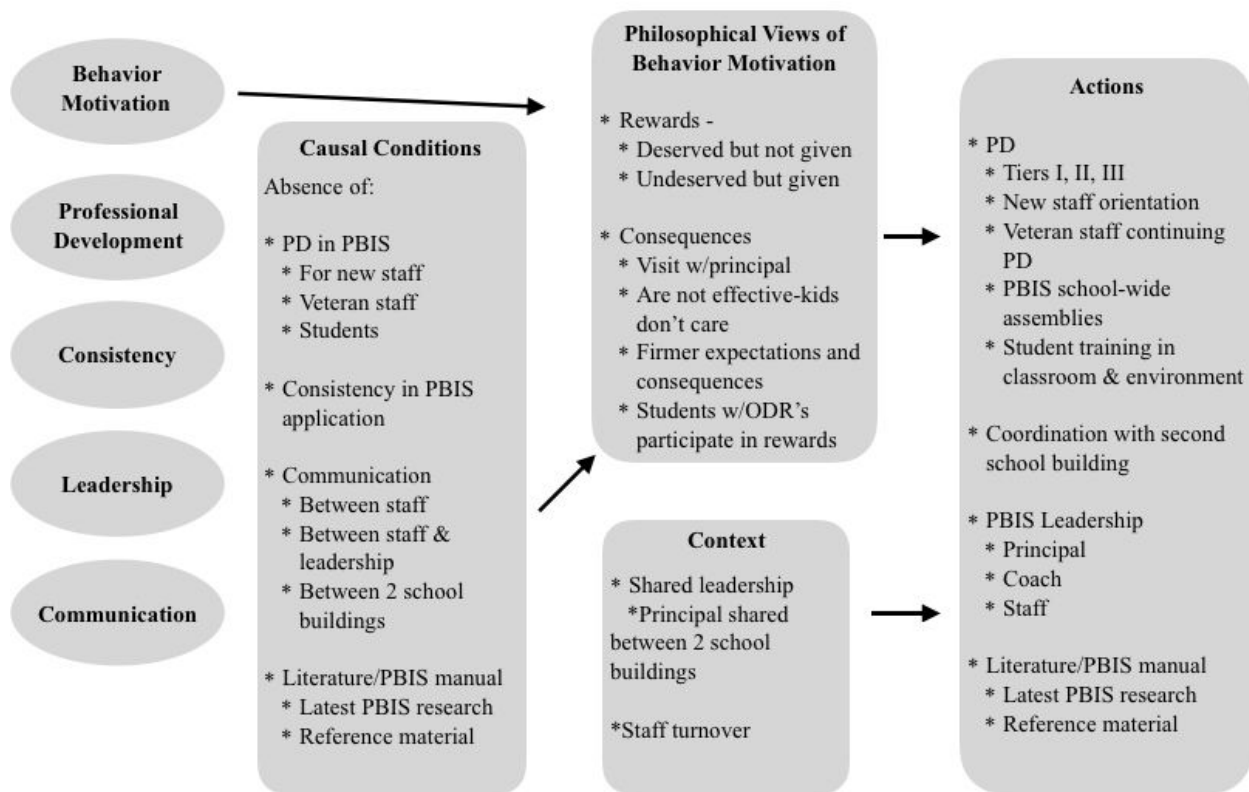 Behavior
Motivation
Professional
Development
Consistency
Leadership
Communication
Causal Conditions
Absence of:
* PD in PBIS
* For new staff
* Veteran staff
* Students
* Consistency in PBIS
application
* Communication
* Between staff
* Between staff &
leadership
* Between 2 school
buildings
* Literature/PBIS manual
* Latest PBIS research
* Reference material
Philosophical Views of
Behavior Motivation
* Rewards -
* Deserved but not given
* Undeserved but given
* Consequences
* Visit w/principal
* Are not effective-kids
don’t care
* Firmer expectations and
consequences
* Students w/ODR’s
participate in rewards
Context
* Shared leadership
*Principal shared
between 2 school
buildings
*Staff turnover
Actions
* PD
* Tiers I, II, III
* New staff orientation
* Veteran staff continuing
PD
* PBIS school-wide
assemblies
* Student training in
classroom & environment
* Coordination with second
school building
* PBIS Leadership
* Principal
* Coach
* Staff
* Literature/PBIS manual
* Latest PBIS research
* Reference material